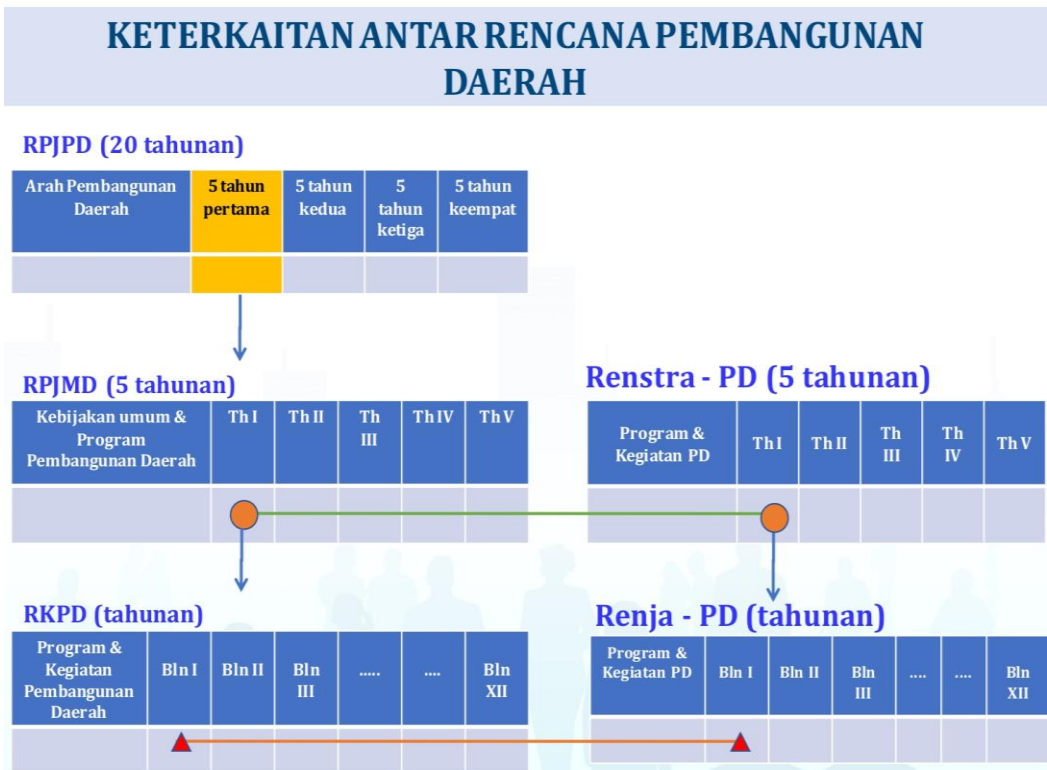 KETERKAITAN ANTAR RENCANA PEMBANGUNAN
DAERAH
RPJPD (20 tahunan)
Arah Pembangunan
Daerah
5 tahun
pertama
5 tahun
kedua
5
tahun
ketiga
5 tahun
keempat
RPJMD (5 tahunan)
Kebijakan umum &
Program
Pembangunan Daerah
Th I
Th II
Th
III
Th IV
Th V
Renstra - PD (5 tahunan)
Program &
Kegiatan PD
Th I
Th II
Th
III
Th
IV
Th V
RKPD (tahunan)
Program &
Kegiatan
Pembangunan
Daerah
Bln I
Bln II
Bln
III
.....
....
Bln
XII
Renja - PD (tahunan)
Program &
Kegiatan PD
Bln I
Bln II
Bln
III
....
....
Bln
XII